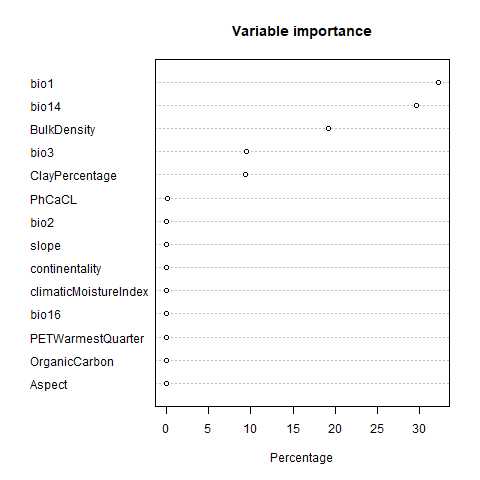 Variable importance
bio1
bio14
BulkDensity
bio3
ClayPercentage
PhCaCL
bio2
slope
continentality
climaticMoistureIndex
bio16
PETWarmestQuarter
OrganicCarbon
Aspect
0 5 10 15 20 25 30
Percentage